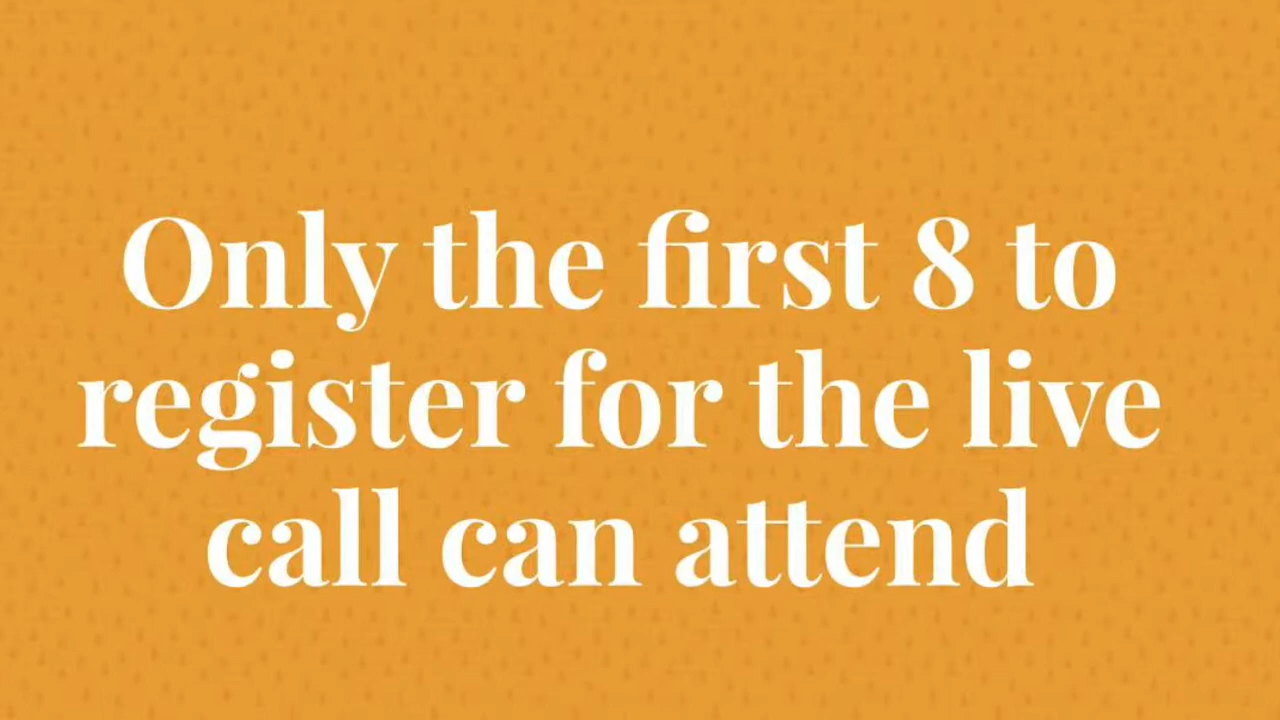 Only the first 8 to
register for the live
call can attend